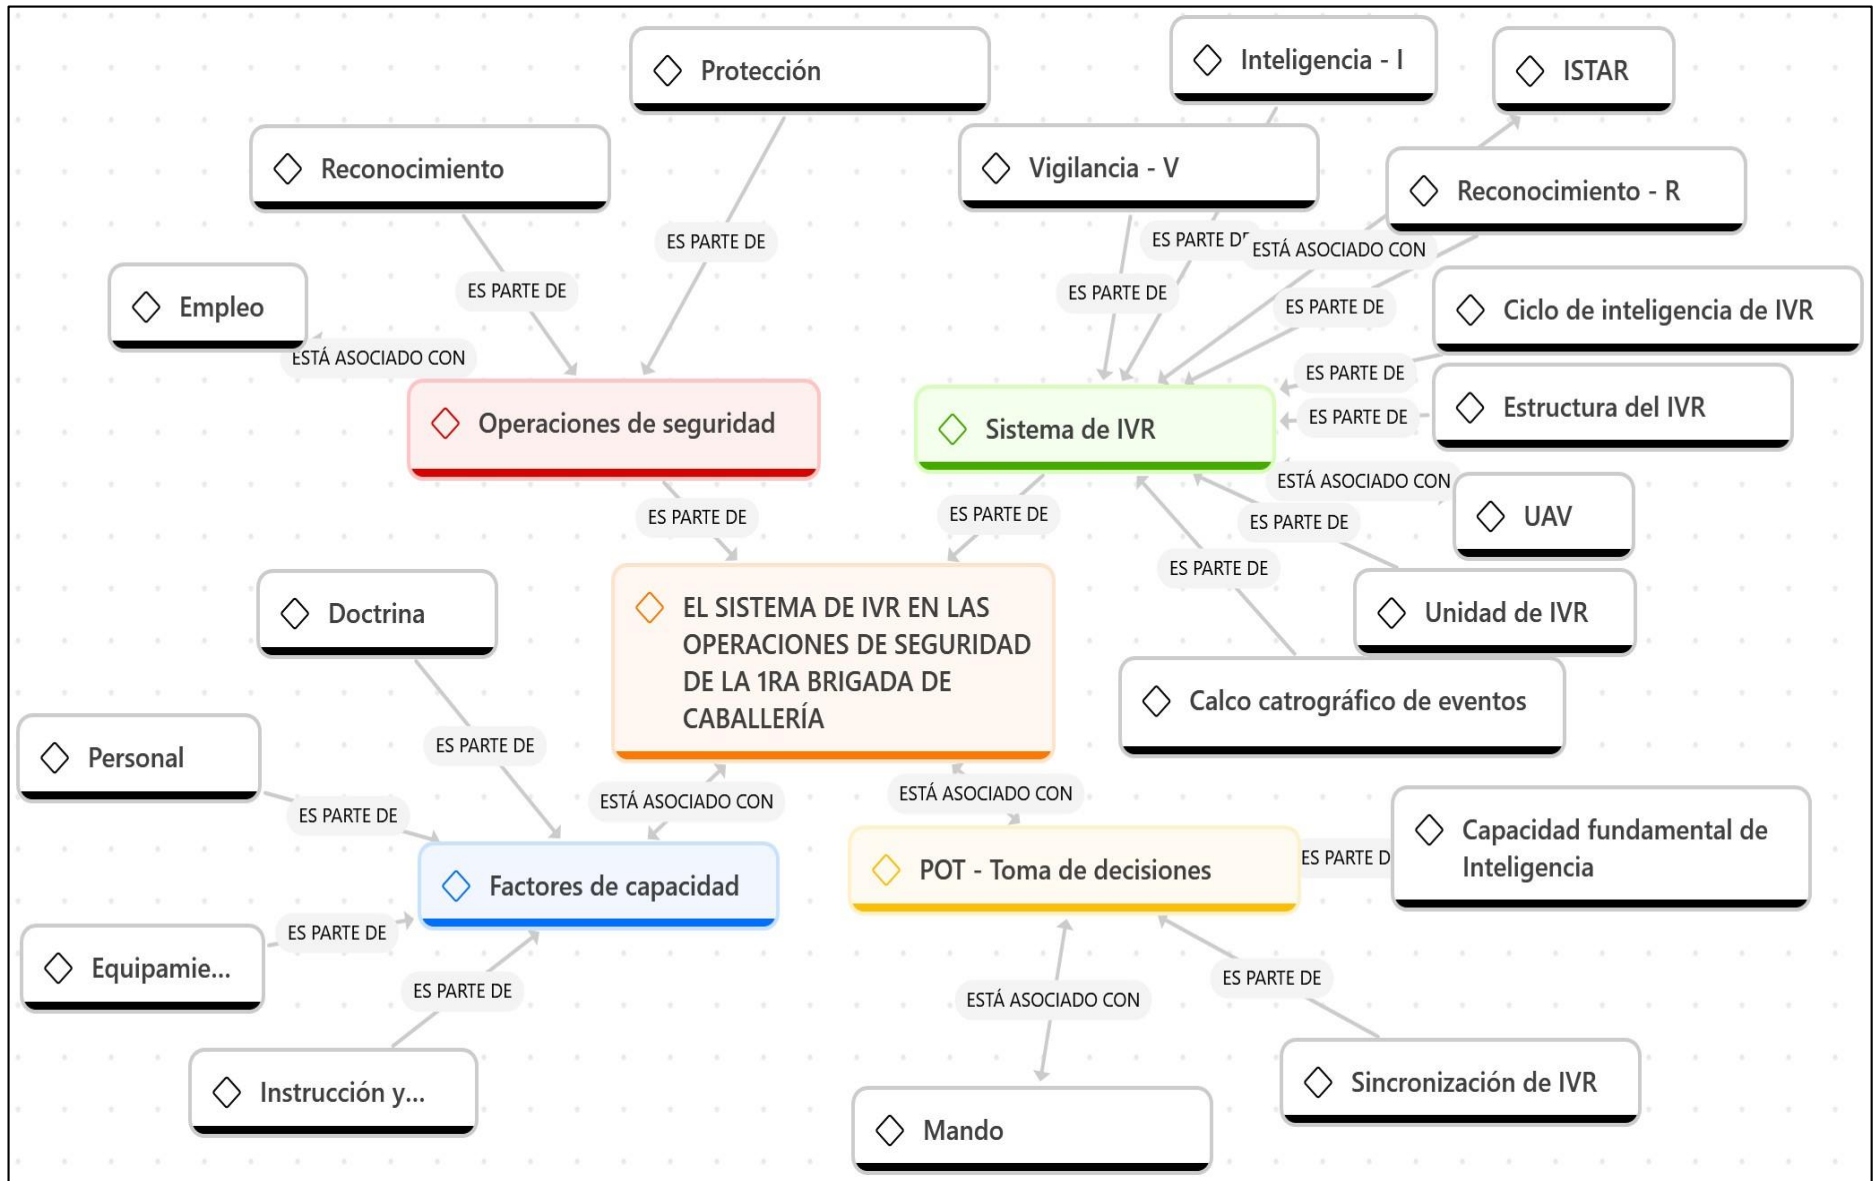 Protección
Inteligencia - I
ISTAR
Reconocimiento
Vigilancia - V
Reconocimiento - R
ES PARTE DE
ES PARTE DE
ESTÁ ASOCIADO CON
ES PARTE DE
ES PARTE DE
ES PARTE DE
Empleo
Ciclo de inteligencia de IVR
ESTÁ ASOCIADO CON
ES PARTE DE
Operaciones de seguridad
Sistema de IVR
ES PARTE DE
Estructura del IVR
ESTÁ ASOCIADO CON
ES PARTE DE
ES PARTE DE
ES PARTE DE
UAV
ES PARTE DE
Doctrina
EL SISTEMA DE IVR EN LAS
OPERACIONES DE SEGURIDAD
DE LA 1RA BRIGADA DE
CABALLERÍA
Unidad de IVR
Calco catrográfico de eventos
Personal
ES PARTE DE
ES PARTE DE
ESTÁ ASOCIADO CON
ESTÁ ASOCIADO CON
Capacidad fundamental de
Inteligencia
Factores de capacidad
POT - Toma de decisiones
ES PARTE D
Equipamie...
ES PARTE DE
ES PARTE DE
ESTÁ ASOCIADO CON
ES PARTE DE
Instrucción y...
Mando
Sincronización de IVR